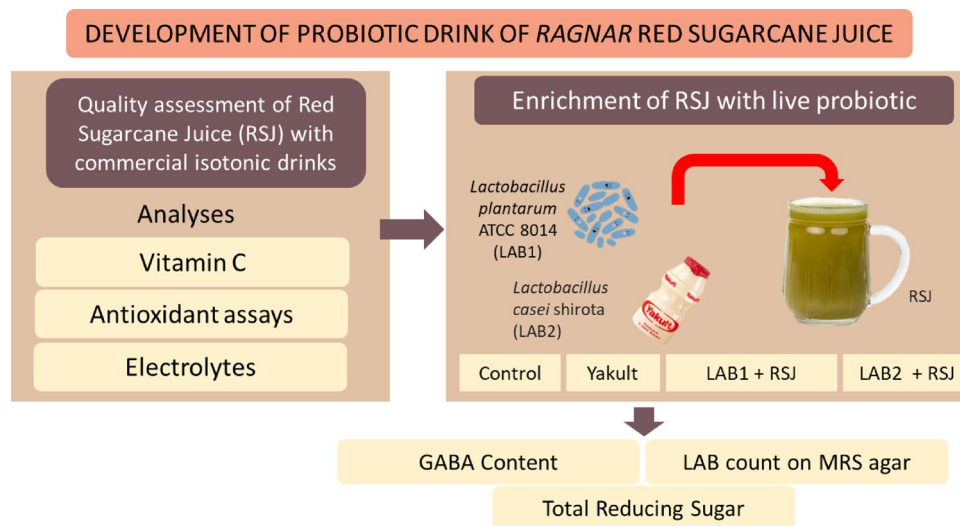 DEVELOPMENT OF PROBIOTIC DRINK OF RAGNAR RED SUGARCANE JUICE
Quality assessment of Red
Sugarcane Juice (RSJ) with
commercial isotonic drinks
Analyses
Vitamin C
Antioxidant assays
Electrolytes
Enrichment of RSJ with live probiotic
Lactobacillus
plantarum
ATCC 8014
(LAB1)
Lactobacillus
casei shirota
(LAB2)
Yakult
RSJ
Control
Yakult
LAB1 + RSJ
LAB2 + RSJ
GABA Content
LAB count on MRS agar
Total Reducing Sugar